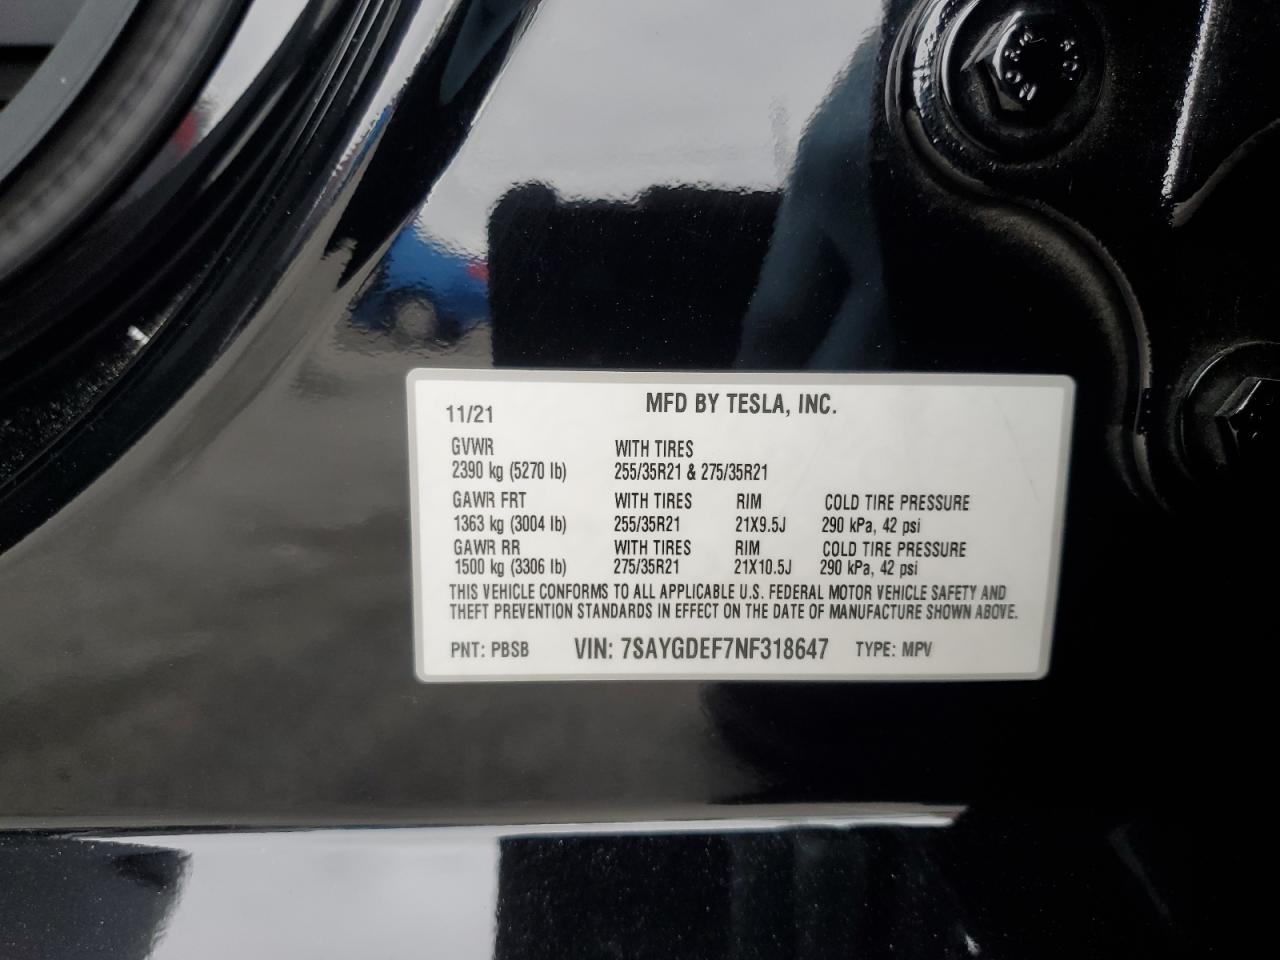 MFD BY TESLA, INC.
11/21
GVWR WITH TIRES
2390 kg (5270 lb) 255/35R21 & 275/35R21
GAWR FRT WITH TIRES RIM COLD TIRE PRESSURE
1363 kg (3004 lb) 255/35R21 21X9.5J 290 kPa, 42 psi
GAWR RR WITH TIRES RIM COLD TIRE PRESSURE
1500 kg (3306 lb) 275/35R21 21X10.5J 290 kPa, 42 psi
THIS VEHICLE CONFORMS TO ALL APPLICABLE U.S. FEDERAL MOTOR VEHICLE SAFETY AND
THEFT PREVENTION STANDARDS IN EFFECT ON THE DATE OF MANUFACTURE SHOWN ABOVE.
PNT: PBSB VIN: 7SAYGDEF7NF318647 TYPE: MPV